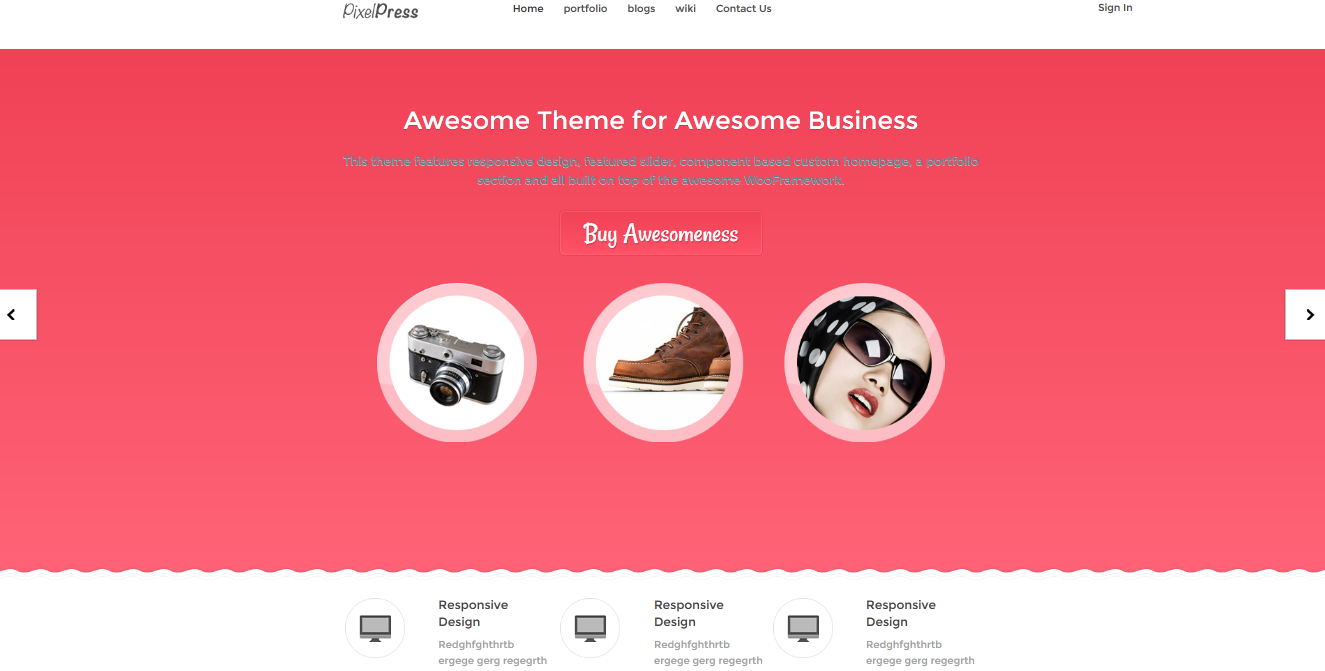 PixelPress
Home portfolio blogs wiki Contact Us
Sign In
Awesome Theme for Awesome Business
This theme features responsive design, featured slider, component based custom homepage, a portfolio
section and all built on top of the awesome WooFramework.
Buy Awesomeness
Responsive
Design
Redghfghthrtb
ergege gerg regegrth
Responsive
Design
Redghfghthrtb
ergege gerg regegrth
Responsive
Design
Redghfghthrtb
ergege gerg regegrth